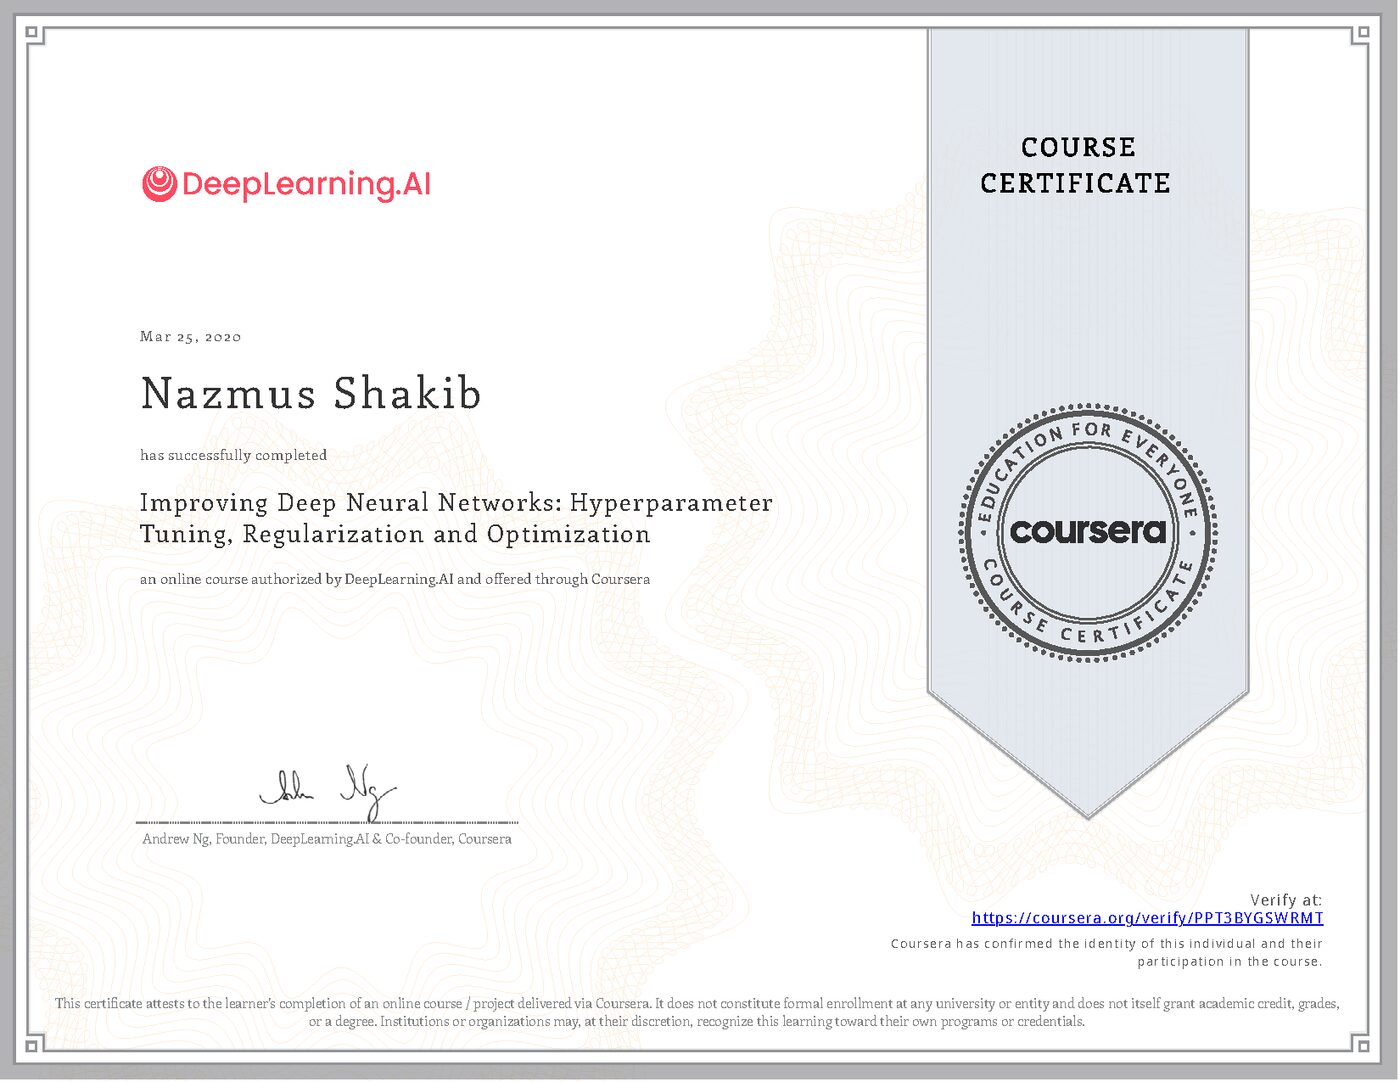 COURSE
CERTIFICATE
DeepLearning.AI
Mar 25, 2020
Nazmus Shakib
has successfully completed
Improving Deep Neural Networks: Hyperparameter
Tuning, Regularization and Optimization
an online course authorized by DeepLearning.AI and offered through Coursera
EDUCATION FOR EVERYONE
coursera
COURSE CERTIFICATE
Andrew Ng, Founder, DeepLearning.AI & Co-founder, Coursera
Verify at:
https://coursera.org/verify/PPT3BYGSWRMT
Coursera has confirmed the identity of this individual and their
participation in the course.
This certificate attests to the learner's completion of an online course / project delivered via Coursera. It does not constitute formal enrollment at any university or entity and does not itself grant academic credit, grades,
or a degree. Institutions or organizations may, at their discretion, recognize this learning toward their own programs or credentials.